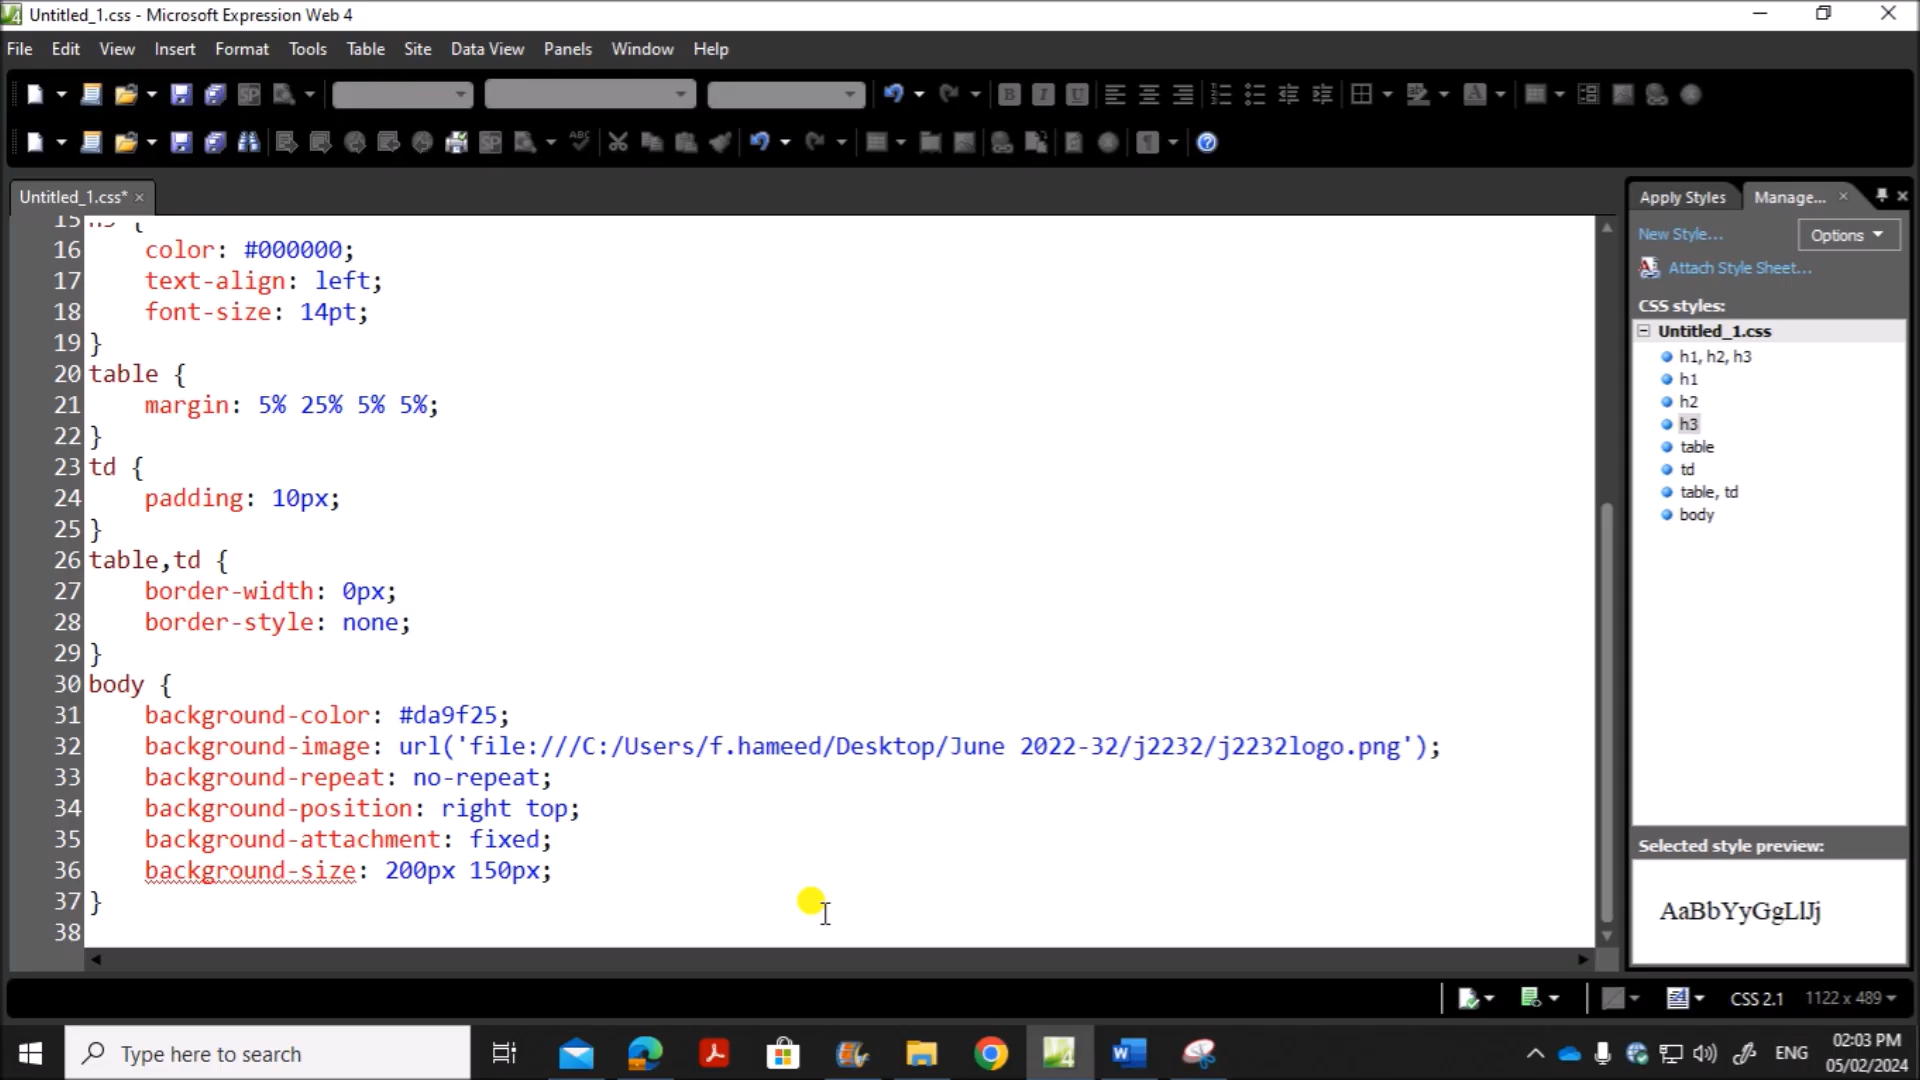 Untitled_1.css - Microsoft Expression Web 4
File Edit View Insert Format Tools Table Site Data View Panels Window Help
Untitled_1.css*
Apply Styles Manage...
New Style... Options
Attach Style Sheet...
CSS styles:
Untitled_1.css
h1, h2, h3
h1
h2
h3
table
td
table, td
body
Selected style preview:
AaBbYyGgLlJj
15 h3 {
16 color: #000000;
17 text-align: left;
18 font-size: 14pt;
19 }
20 table {
21 margin: 5% 25% 5% 5%;
22 }
23 td {
24 padding: 10px;
25 }
26 table,td {
27 border-width: 0px;
28 border-style: none;
29 }
30 body {
31 background-color: #da9f25;
32 background-image: url('file:///C:/Users/f.hameed/Desktop/June 2022-32/j2232/j2232logo.png');
33 background-repeat: no-repeat;
34 background-position: right top;
35 background-attachment: fixed;
36 background-size: 200px 150px;
37 }
38
CSS 2.1 1122 x 489
Type here to search
ENG
02:03 PM
05/02/2024